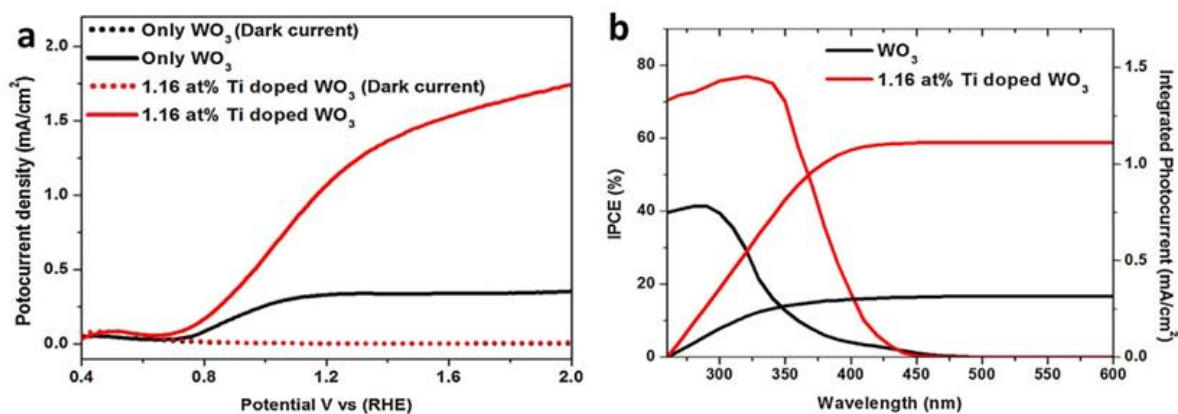 a
Only WO3 (Dark current)
Only WO3
1.16 at% Ti doped WO3 (Dark current)
1.16 at% Ti doped WO3
Potocurrent density (mA/cm2)
2.0
1.5
1.0
0.5
0.0
0.4 0.8 1.2 1.6 2.0
Potential V vs (RHE)
b
WO3
1.16 at% Ti doped WO3
IPCE (%)
80
60
40
20
0
300 350 400 450 500 550 600
Wavelength (nm)
1.5
1.0
0.5
0.0
Integrated Photocurrent (mA/cm2)